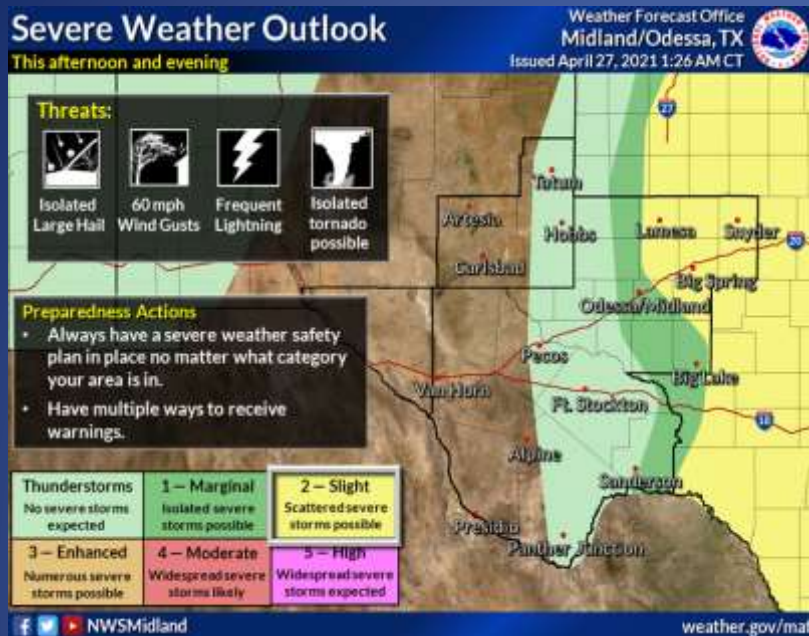 Severe Weather Outlook
This afternoon and evening
Weather Forecast Office
Midland/Odessa, TX
Issued April 27, 2021 1:26 AM CT
Threats:
Isolated
Large Hail
60 mph
Wind Gusts
Frequent
Lightning
Isolated
tornado
possible
Preparedness Actions
• Always have a severe weather safety
plan in place no matter what category
your area is in.
• Have multiple ways to receive
warnings.
27
Tatum
Artesia
Hobbs
Lamesa
Snyder
20
Carlsbad
Big Spring
Odessa/Midland
Pecos
Van Horn
Big Lake
Ft. Stockton
10
Alpine
Sanderson
Presidio
Panther Junction
Thunderstorms
No severe storms
expected
1 – Marginal
Isolated severe
storms possible
2 – Slight
Scattered severe
storms possible
3 – Enhanced
Numerous severe
storms possible
4 – Moderate
Widespread severe
storms likely
5 – High
Widespread severe
storms expected
NWSMidland
weather.gov/ma